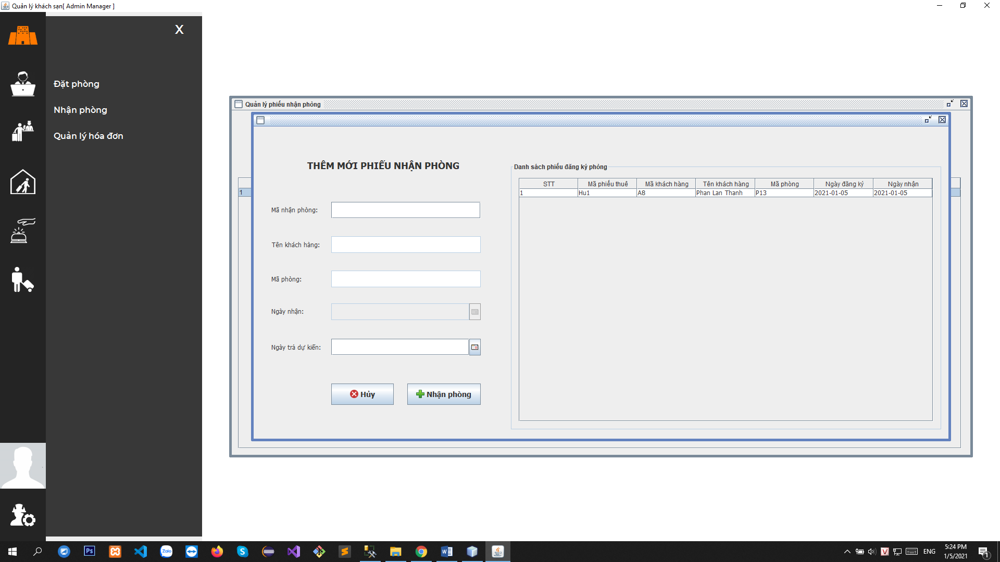 Quản lý khách sạn[ Admin Manager ]
X
Đặt phòng
Nhận phòng
Quản lý hóa đơn
Quản lý phiếu nhận phòng
1
THÊM MỚI PHIẾU NHẬN PHÒNG
Mã nhận phòng:
Tên khách hàng:
Mã phòng:
Ngày nhận:
Ngày trả dự kiến:
Hủy
Nhận phòng
Danh sách phiếu đăng ký phòng
STT Mã phiếu thuê Mã khách hàng Tên khách hàng Mã phòng Ngày đăng ký Ngày nhận
1 Hu1 A8 Phan Lan Thanh P13 2021-01-05 2021-01-05
Ps
Zalo
ENG
5:24 PM
1/5/2021
1